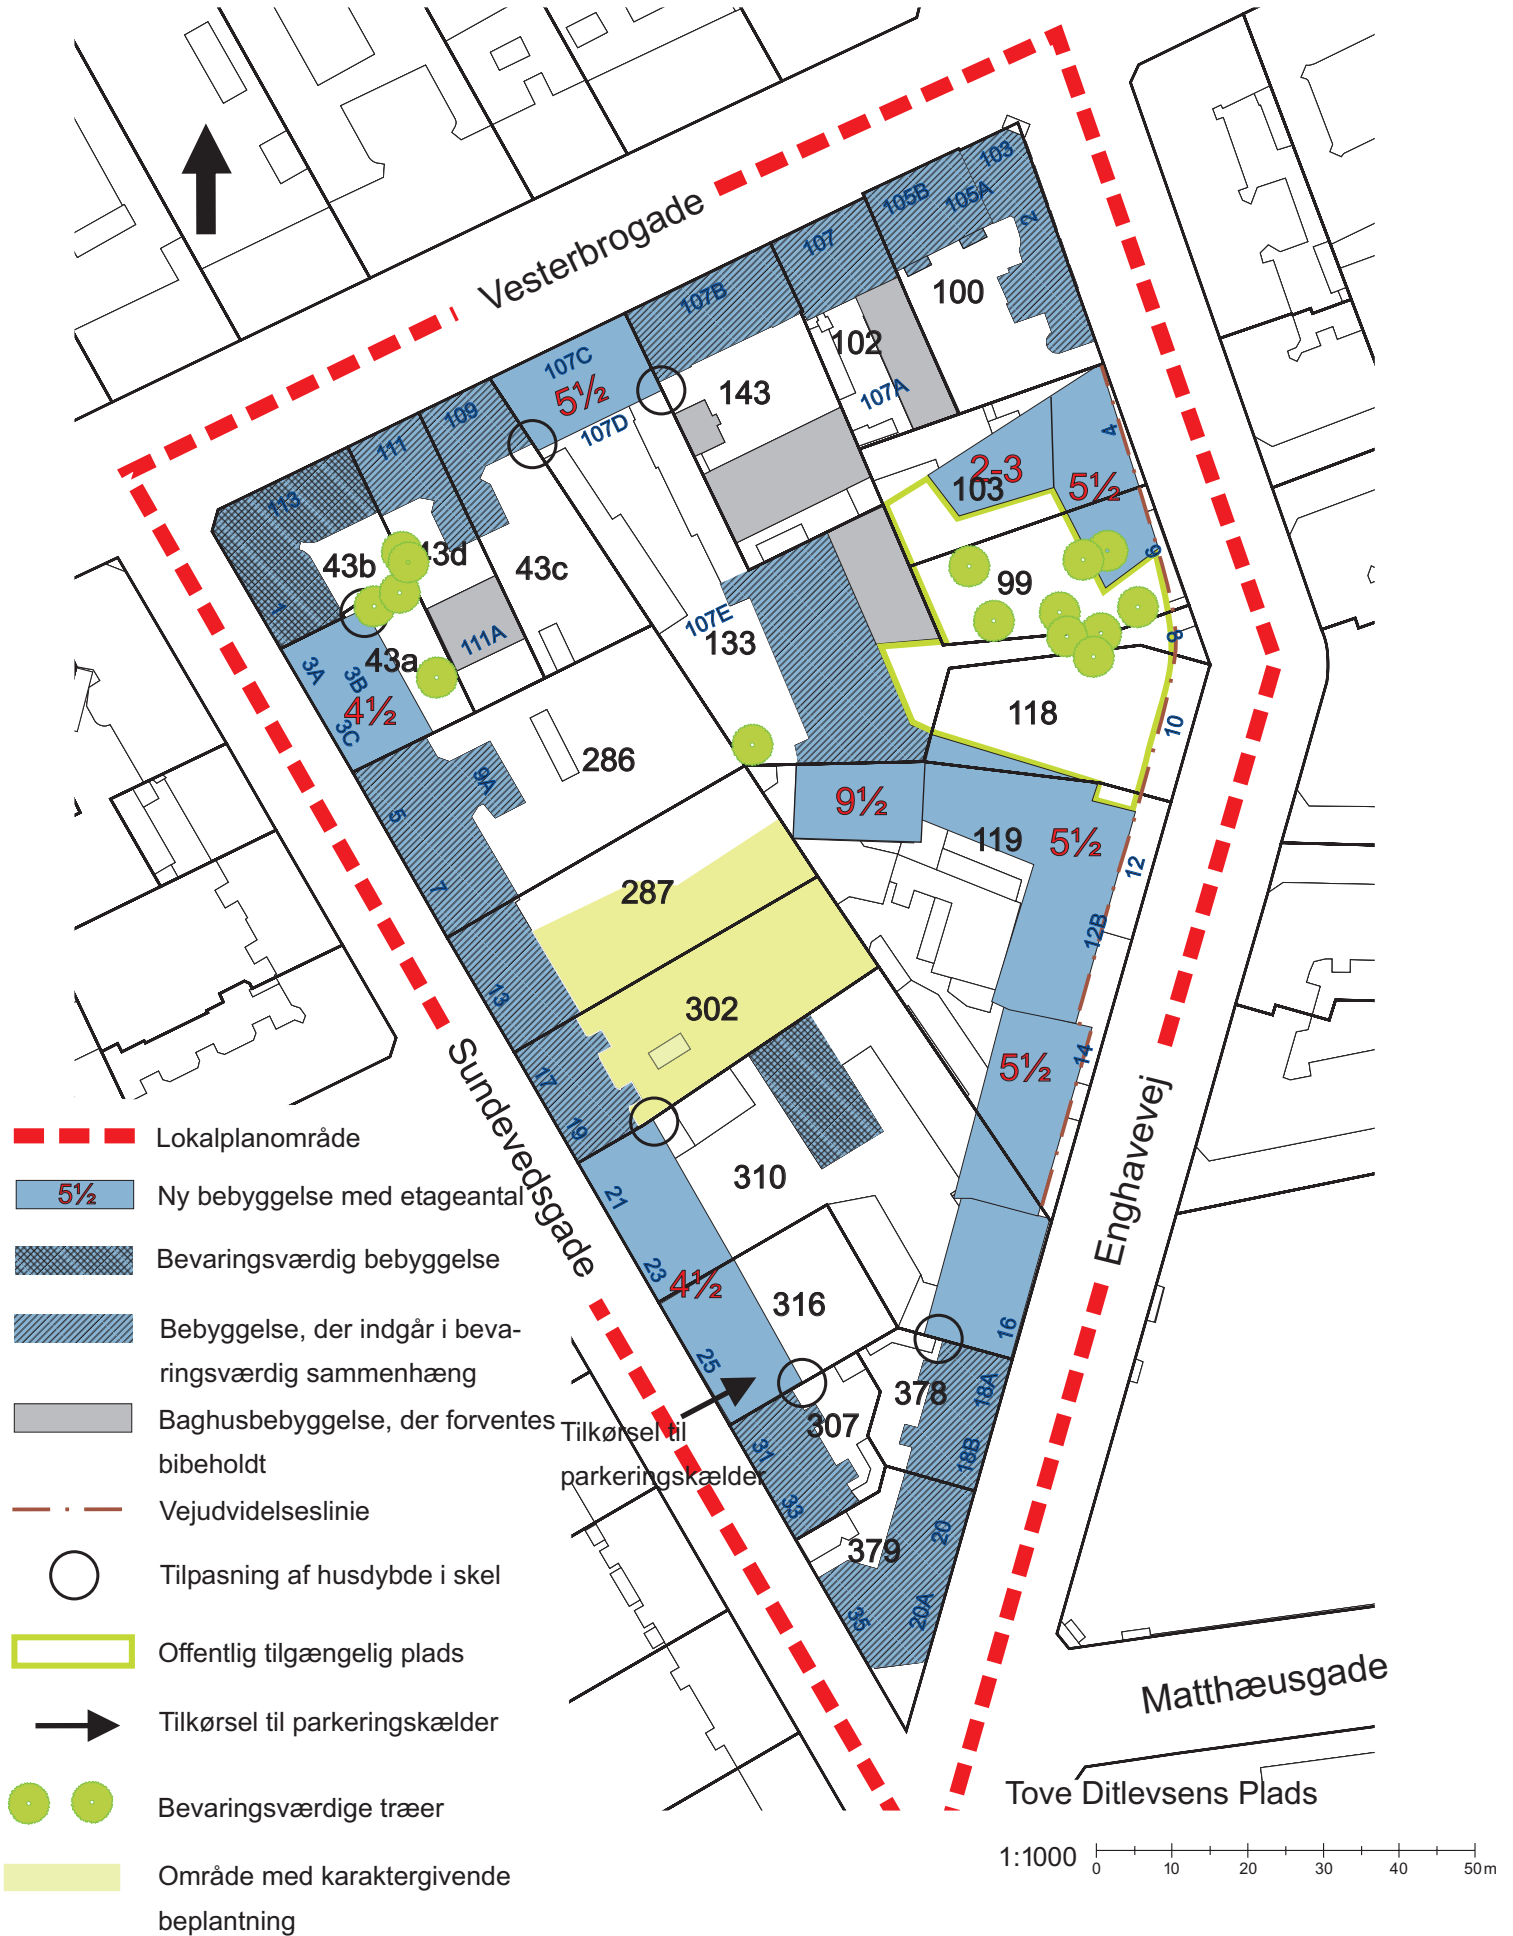 Vesterbrogade
103
105B
105A
2
107
100
107B
102
107C
5½
143
107A
107D
109
4
111
2-3
103
5½
113
6
43b
43d
43c
99
1
107E
133
8
111A
3A
3B
43a
4½
3C
118
10
286
9A
5
9½
119
5½
12
7
287
12B
13
302
14
5½
17
19
Sundevedsgade
Enghavevej
310
21
23
4½
316
16
25
378
18A
307
Tilkørsel til
parkeringskælder
31
18B
33
20
379
35
20A
Matthæusgade
Lokalplanområde
5½
Ny bebyggelse med etageantal
Bevaringsværdig bebyggelse
Bebyggelse, der indgår i beva-
ringsværdig sammenhæng
Baghusbebyggelse, der forventes
bibeholdt
Vejudvidelseslinie
Tilpasning af husdybde i skel
Offentlig tilgængelig plads
Tilkørsel til parkeringskælder
Bevaringsværdige træer
Område med karaktergivende
beplantning
Tove Ditlevsens Plads
1:1000
0 10 20 30 40 50m